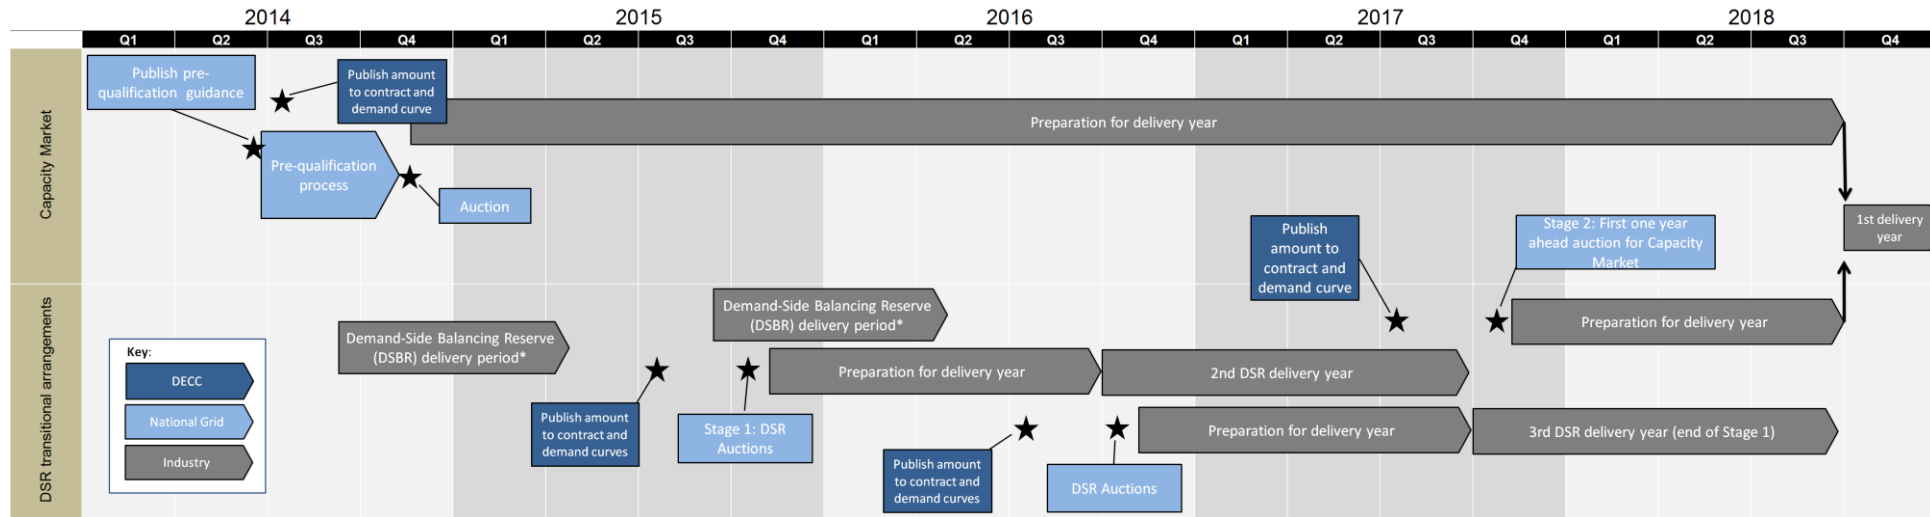 2014 2015 2016 2017 2018
Q1 Q2 Q3 Q4 Q1 Q2 Q3 Q4 Q1 Q2 Q3 Q4 Q1 Q2 Q3 Q4 Q1 Q2 Q3 Q4
Capacity Market
Publish pre-
qualification guidance
Publish amount
to contract and
demand curve
Preparation for delivery year
Pre-qualification
process
Auction
Publish
amount to
contract and
demand curve
Stage 2: First one year
ahead auction for Capacity
Market
1st delivery
year
DSR transitional arrangements
Demand-Side Balancing Reserve
(DSBR) delivery period*
Demand-Side Balancing Reserve
(DSBR) delivery period*
Preparation for delivery year
Key:
DECC
National Grid
Industry
Preparation for delivery year
2nd DSR delivery year
Publish amount
to contract and
demand curves
Stage 1: DSR
Auctions
Preparation for delivery year
3rd DSR delivery year (end of Stage 1)
Publish amount
to contract and
demand curves
DSR Auctions